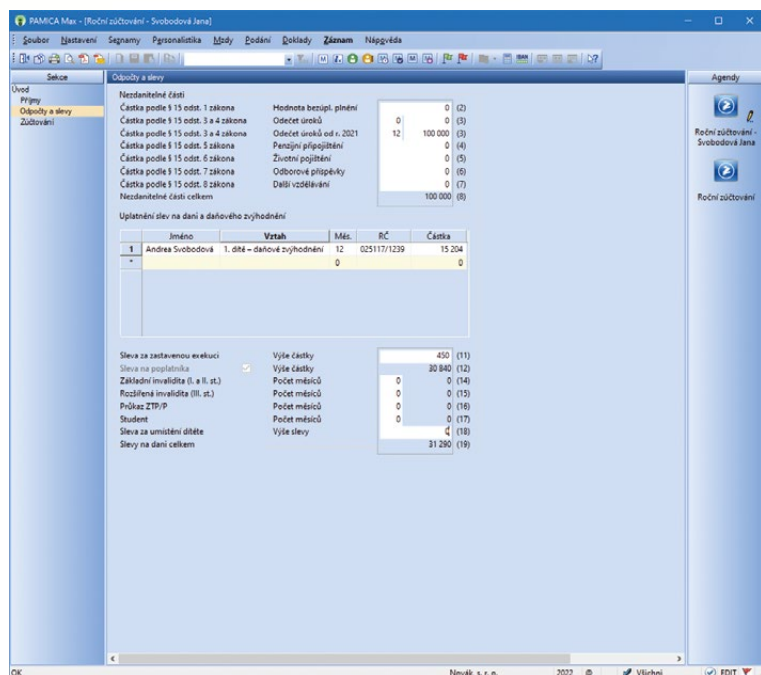 PAMICA Max - [Roční zúčtování - Svobodová Jana]
Soubor Nastavení Seznamy Personalistika Mzdy Podání Doklady Záznam Nápověda
Sekce
Úvod
Příjmy
Odpočty a slevy
Zúčtování
Odpočty a slevy
Nezdanitelné části
Částka podle § 15 odst. 1 zákona Hodnota bezúpl. plnění 0 (2)
Částka podle § 15 odst. 3 a 4 zákona Odečet úroků 0 0 (3)
Částka podle § 15 odst. 3 a 4 zákona Odečet úroků od r. 2021 12 100 000 (3)
Částka podle § 15 odst. 5 zákona Penzijní připojištění 0 (4)
Částka podle § 15 odst. 6 zákona Životní pojištění 0 (5)
Částka podle § 15 odst. 7 zákona Odborové příspěvky 0 (6)
Částka podle § 15 odst. 8 zákona Další vzdělávání 0 (7)
Nezdanitelné části celkem 100 000 (8)
Uplatnění slev na dani a daňového zvýhodnění
Jméno Vztah Měs. RČ Částka
1 Andrea Svobodová 1. dítě – daňové zvýhodnění 12 025117/1239 15 204
* 0 0
Sleva za zastavenou exekuci Výše částky 450 (11)
Sleva na poplatníka Výše částky 30 840 (12)
Základní invalidita (I. a II. st.) Počet měsíců 0 0 (14)
Rozšířená invalidita (III. st.) Počet měsíců 0 0 (15)
Průkaz ZTP/P Počet měsíců 0 0 (16)
Student Počet měsíců 0 0 (17)
Sleva za umístění dítěte Výše slevy 0 (18)
Slevy na dani celkem 31 290 (19)
Agendy
Roční zúčtování -
Svobodová Jana
Roční zúčtování
OK Novák s. r. o. 2022 @ Všichni EDIT